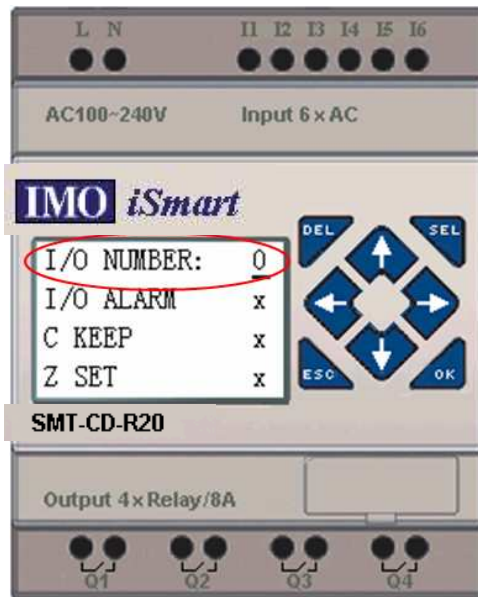 L N I1 I2 I3 I4 I5 I6
AC100~240V Input 6 x AC
IMO iSmart
I/O NUMBER: 0
I/O ALARM x
C KEEP x
Z SET x
DEL
SEL
ESC
OK
SMT-CD-R20
Output 4 x Relay/8A
Q1 Q2 Q3 Q4